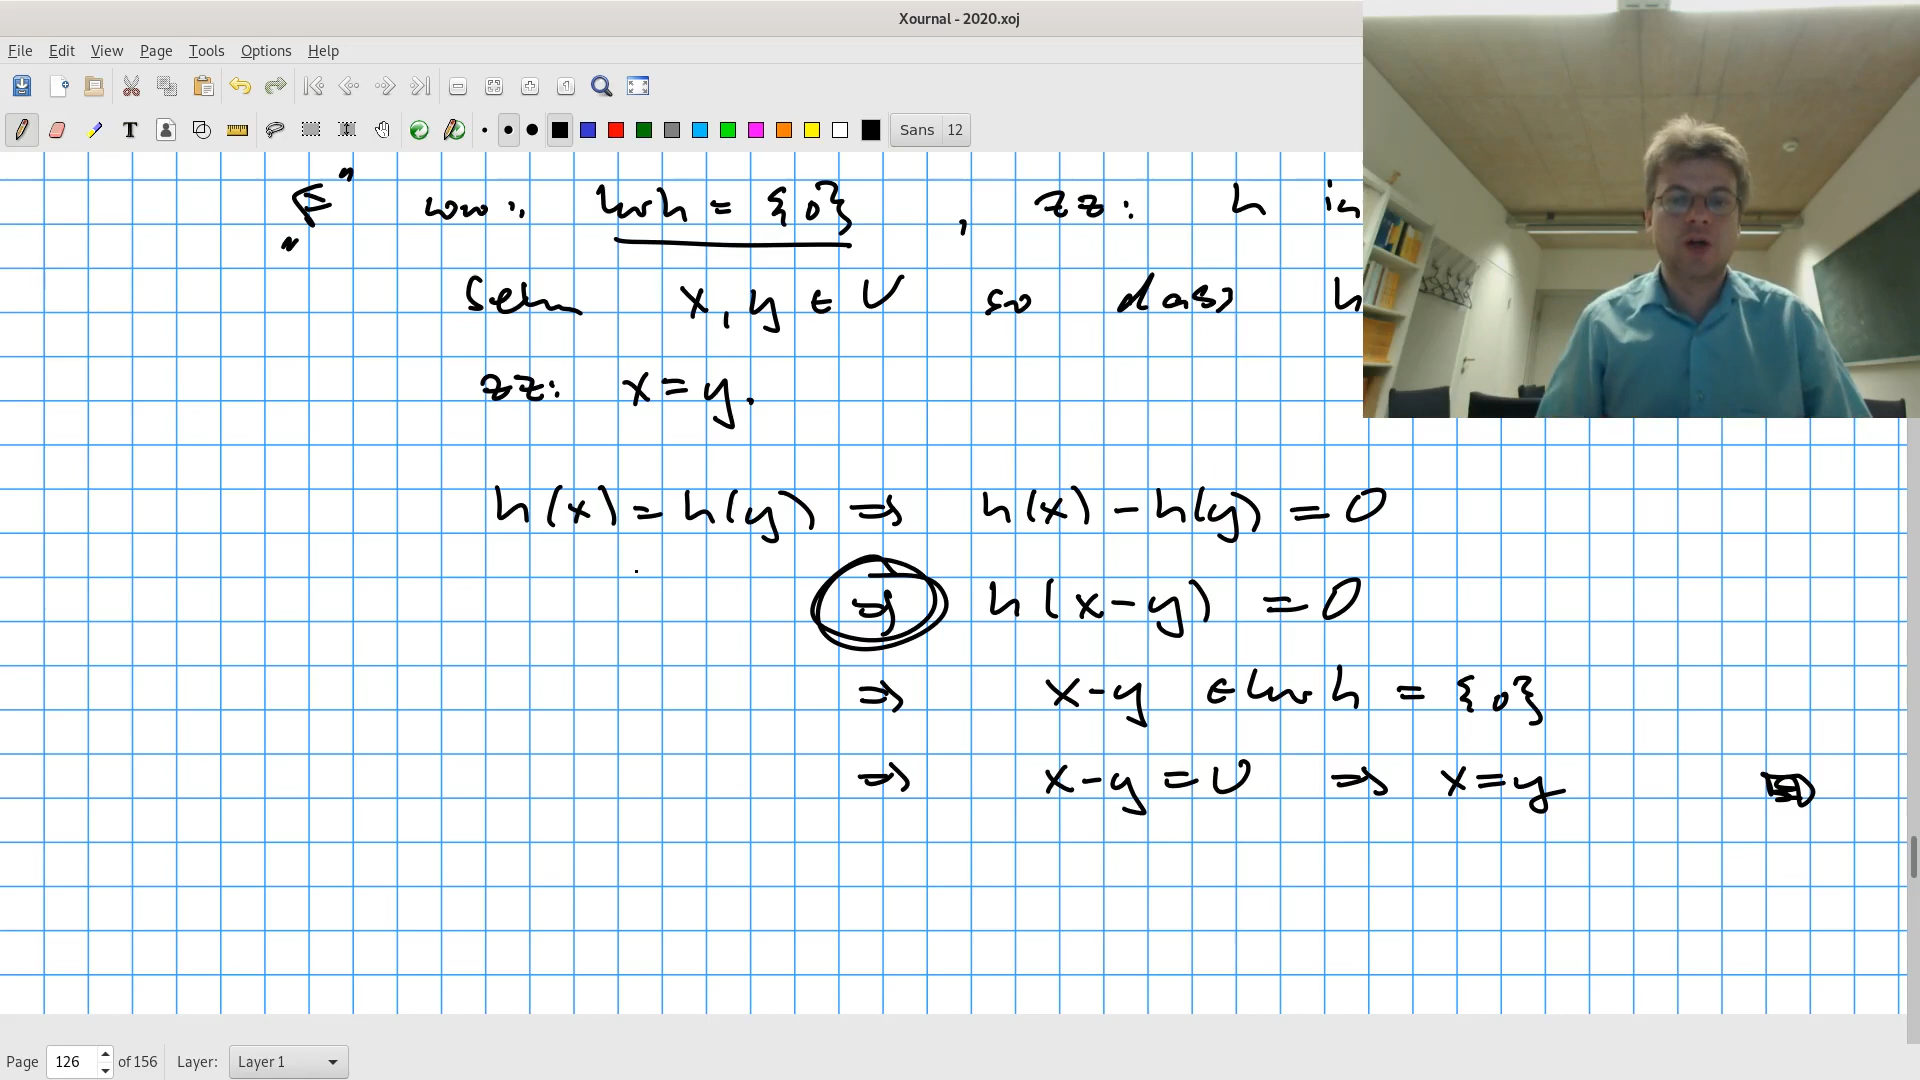 Xournal - 2020.xoj
File Edit View Page Tools Options Help
Sans 12
"⇐" ker h = {0} , zz: h in
Seien x, y ∈ V so dass h
zz: x = y.
h(x) = h(y) ⇒ h(x) - h(y) = 0
⇒ h(x-y) = 0
⇒ x-y ∈ ker h = {0}
⇒ x-y = 0 ⇒ x=y
Page 126 of 156 Layer: Layer 1